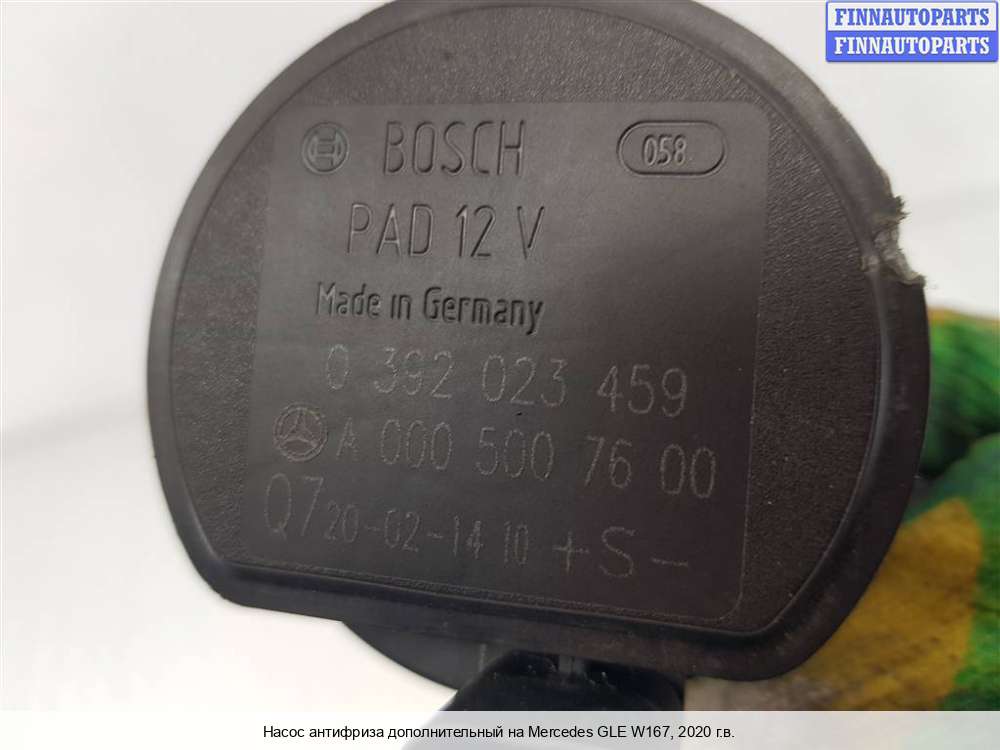 FINNAUTOPARTS
FINNAUTOPARTS
BOSCH 058
PAD 12 V
Made in Germany
0 392 023 459
A 000 500 76 00
Q7 20-02-14 10 + S -
Насос антифриза дополнительный на Mercedes GLE W167, 2020 г.в.